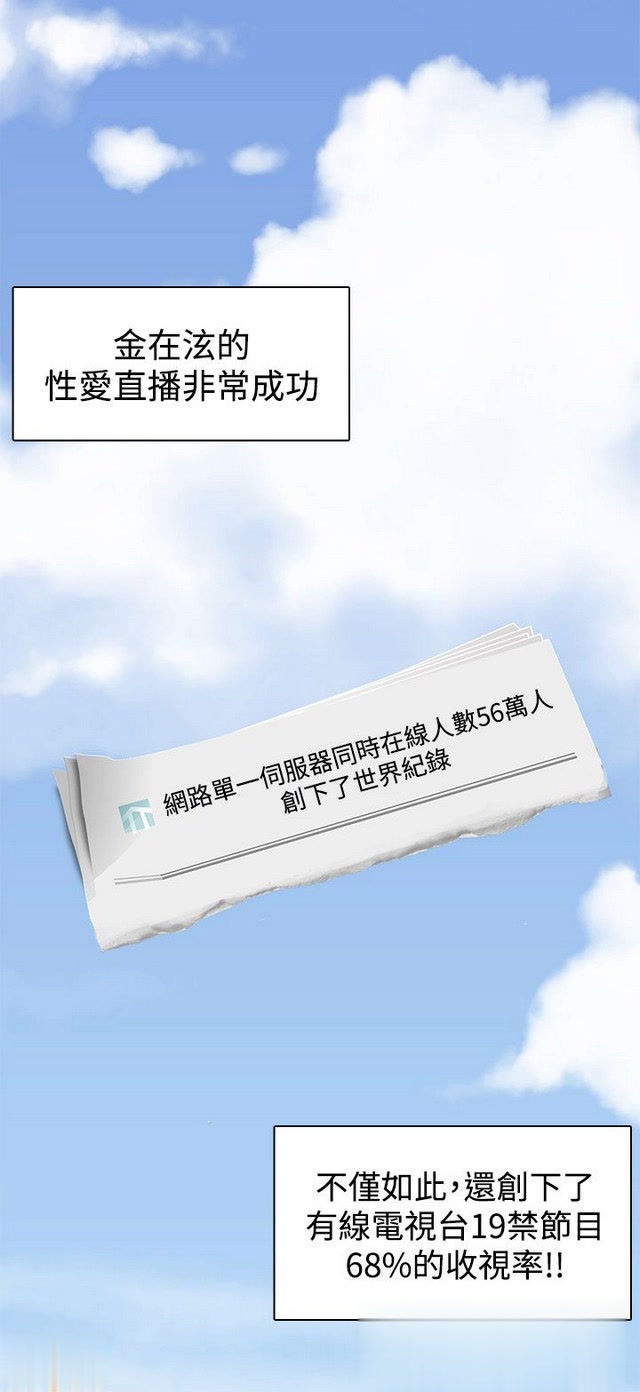 金在泫的
性愛直播非常成功
網路單一伺服器同時在線人數56萬人
創下了世界紀錄
不僅如此,還創下了
有線電視台19禁節目
68%的收視率!!